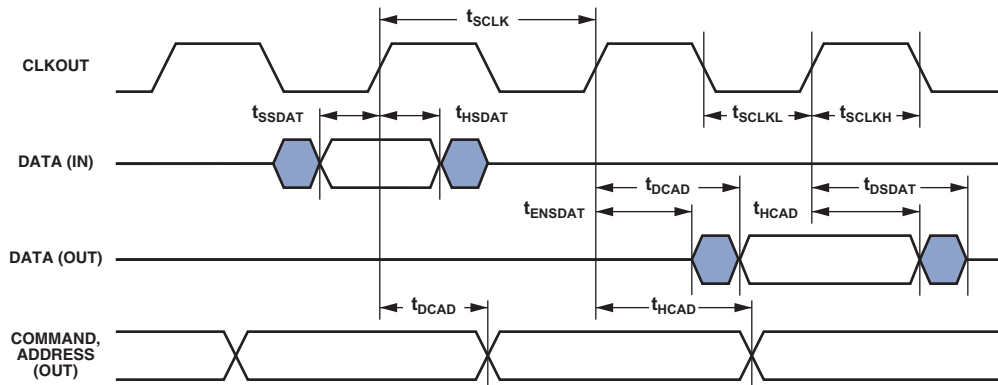 tSCLK
CLKOUT
tSSDAT
tHSDAT
tSCLKL
tSCLKH
DATA (IN)
tDCAD
tDSDAT
tENSDAT
tHCAD
DATA (OUT)
tDCAD
tHCAD
COMMAND,
ADDRESS
(OUT)